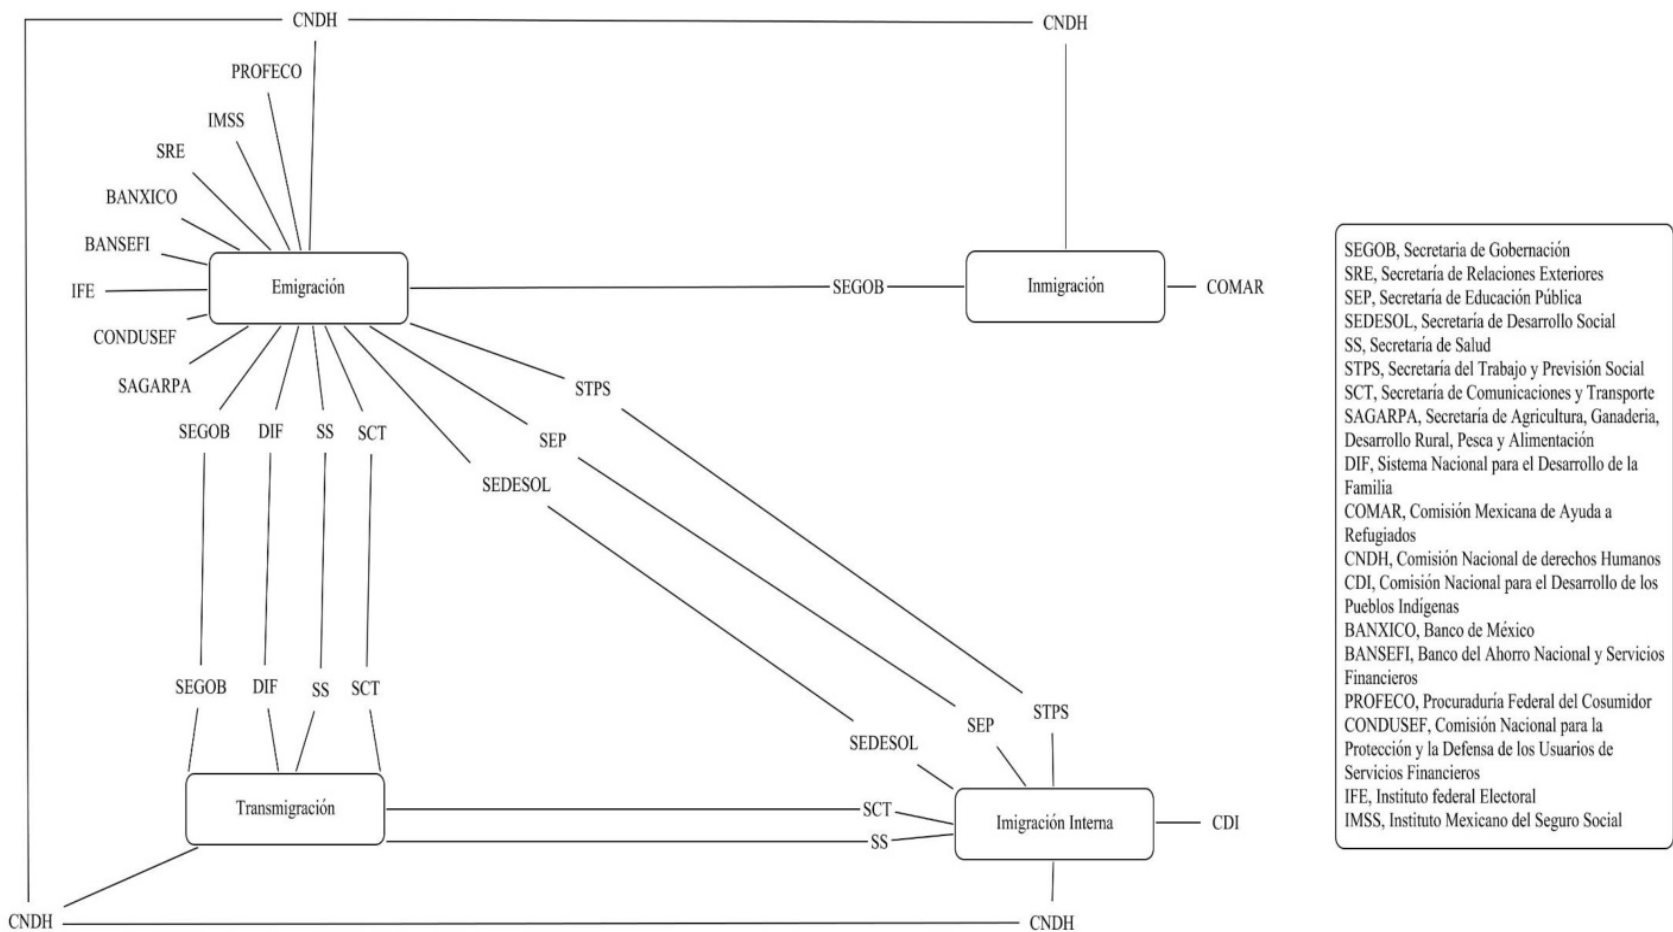 CNDH
CNDH
PROFECO
IMSS
SRE
BANXICO
BANSEFI
IFE
Emigración
SEGOB
Inmigración
COMAR
CONDUSEF
SAGARPA
STPS
SEGOB
DIF
SS
SCT
SEP
SEDESOL
SEGOB
DIF
SS
SCT
STPS
SEP
SEDESOL
Transmigración
SCT
SS
Imigración Interna
CDI
CNDH
CNDH
SEGOB, Secretaria de Gobernación
SRE, Secretaría de Relaciones Exteriores
SEP, Secretaría de Educación Pública
SEDESOL, Secretaría de Desarrollo Social
SS, Secretaría de Salud
STPS, Secretaría del Trabajo y Previsión Social
SCT, Secretaría de Comunicaciones y Transporte
SAGARPA, Secretaría de Agricultura, Ganaderia,
Desarrollo Rural, Pesca y Alimentación
DIF, Sistema Nacional para el Desarrollo de la
Familia
COMAR, Comisión Mexicana de Ayuda a
Refugiados
CNDH, Comisión Nacional de derechos Humanos
CDI, Comisión Nacional para el Desarrollo de los
Pueblos Indígenas
BANXICO, Banco de México
BANSEFI, Banco del Ahorro Nacional y Servicios
Financieros
PROFECO, Procuraduría Federal del Cosumidor
CONDUSEF, Comisión Nacional para la
Protección y la Defensa de los Usuarios de
Servicios Financieros
IFE, Instituto federal Electoral
IMSS, Instituto Mexicano del Seguro Social